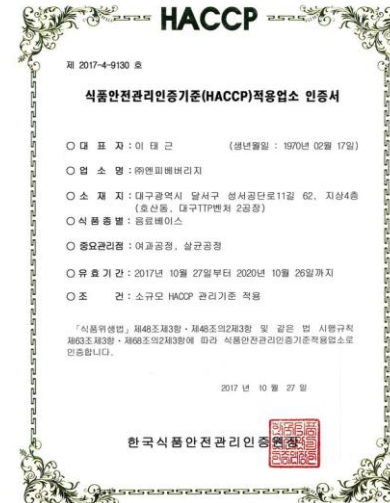 HACCP
제 2017-4-9130 호
식품안전관리인증기준(HACCP)적용업소 인증서
○ 대 표 자 : 이 태 근 (생년월일 : 1970년 02월 17일)
○ 업 소 명 : ㈜엔피베버리지
○ 소 재 지 : 대구광역시 달서구 성서공단로11길 62, 지상4층
(호산동, 대구TTP벤처 2공장)
○ 식 품 종 별 : 음료베이스
○ 중요관리점 : 여과공정, 살균공정
○ 유 효 기 간 : 2017년 10월 27일부터 2020년 10월 26일까지
○ 조 건 : 소규모 HACCP 관리기준 적용
「식품위생법」제48조제3항·제48조의2제3항 및 같은 법 시행규칙
제63조제3항·제68조의2제3항에 따라 식품안전관리인증기준적용업소로
인증합니다.
2017 년 10 월 27 일
한국식품안전관리인증원장